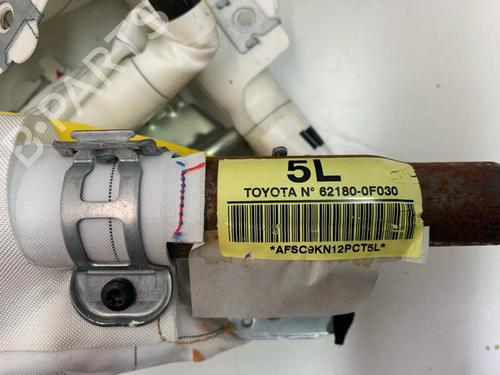 B-PARTS
5L
TOYOTA N° 62180-0F030
*AFSC9KN12PCT5L*